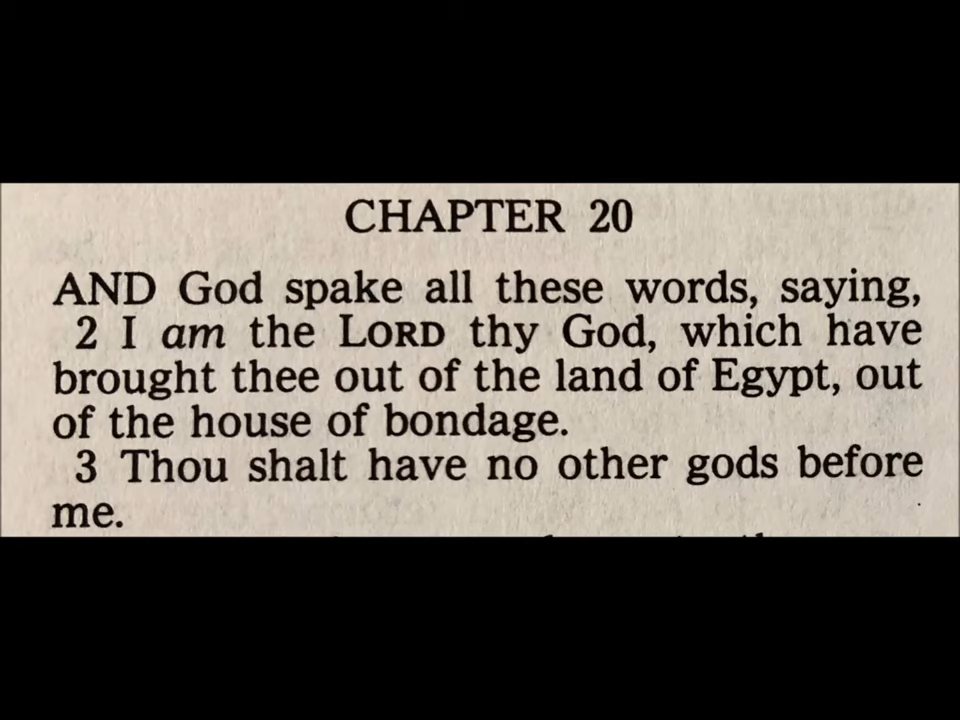 CHAPTER 20
AND God spake all these words, saying,
2 I am the LORD thy God, which have
brought thee out of the land of Egypt, out
of the house of bondage.
3 Thou shalt have no other gods before
me.